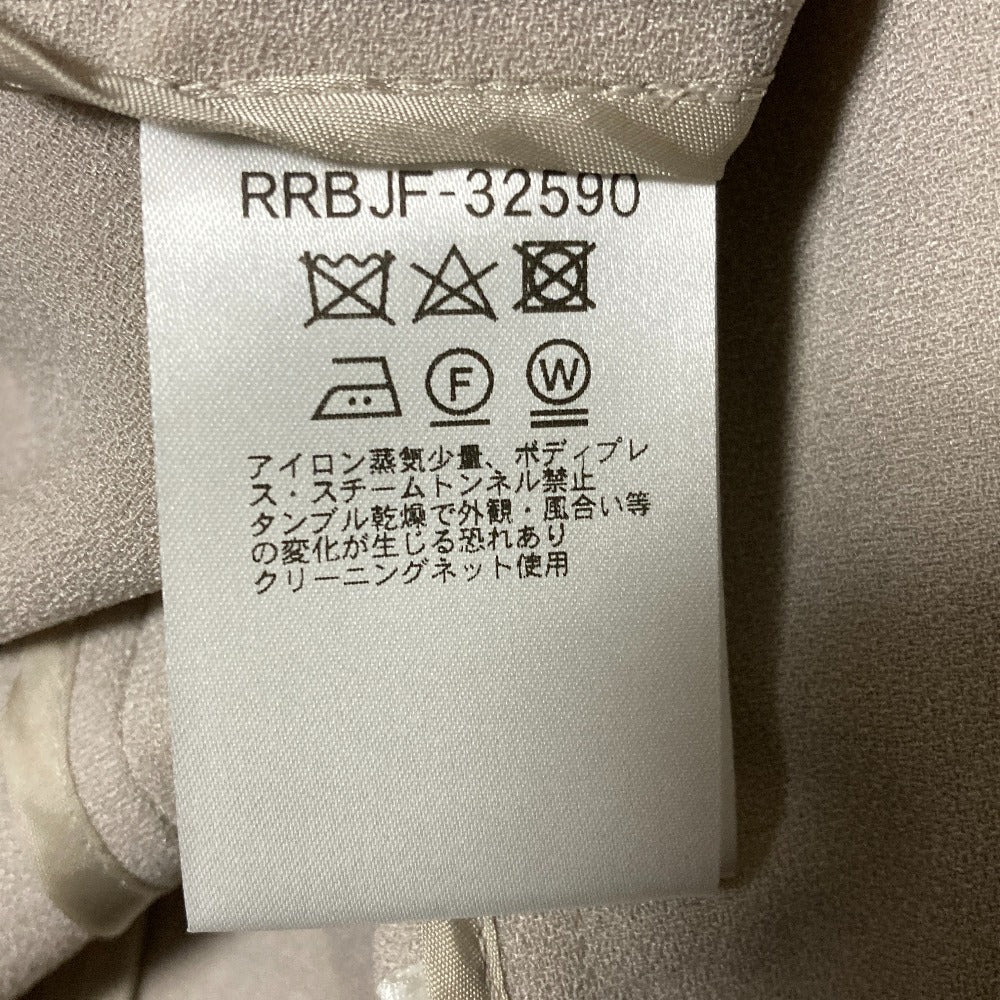 RRBJF-32590
F W
アイロン蒸気少量、ボディプレ
ス・スチームトンネル禁止
タンブル乾燥で外観・風合い等
の変化が生じる恐れあり
クリーニングネット使用